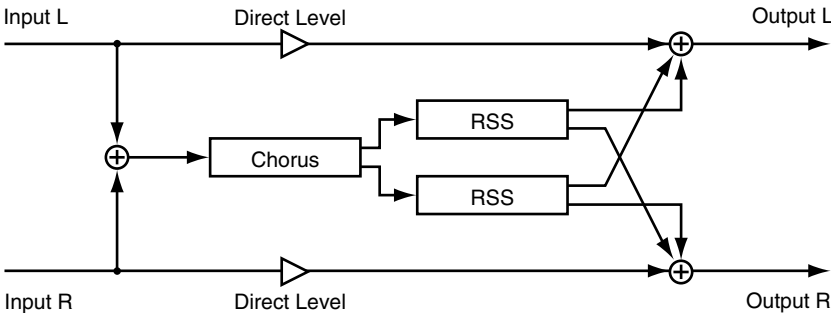 Input L
Direct Level
Output L
RSS
Chorus
RSS
Input R
Direct Level
Output R